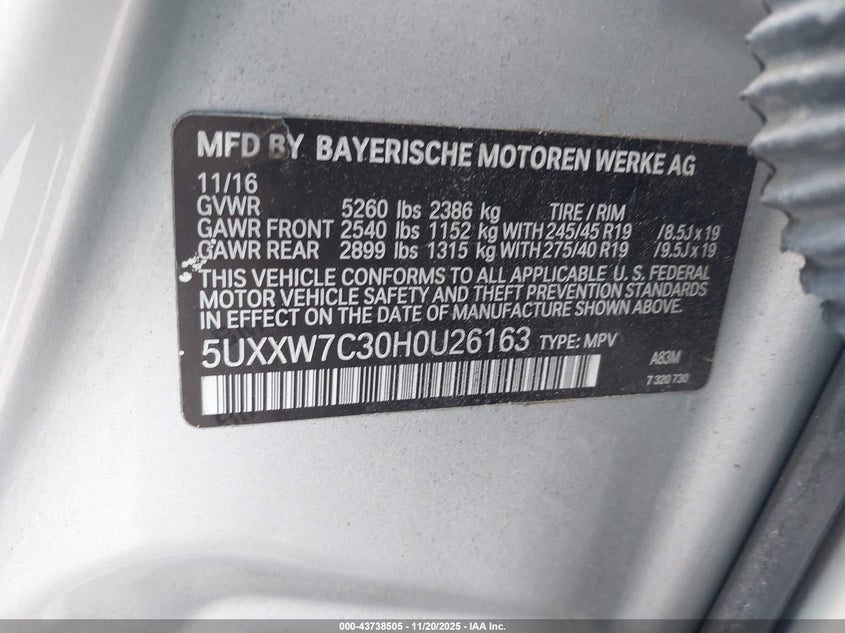 MFD BY BAYERISCHE MOTOREN WERKE AG
11/16
GVWR 5260 lbs 2386 kg TIRE / RIM
GAWR FRONT 2540 lbs 1152 kg WITH 245/45 R19 /8.5J x 19
GAWR REAR 2899 lbs 1315 kg WITH 275/40 R19 /9.5J x 19
THIS VEHICLE CONFORMS TO ALL APPLICABLE U.S. FEDERAL
MOTOR VEHICLE SAFETY AND THEFT PREVENTION STANDARDS
IN EFFECT ON THE DATE OF MANUFACTURE SHOWN ABOVE.
5UXXW7C30H0U26163 TYPE: MPV A83M
7 320 730
000-43738505 - 11/20/2025 - IAA Inc.